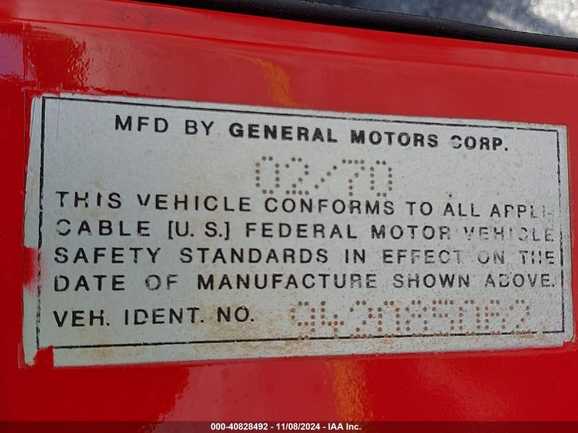 MFD BY GENERAL MOTORS CORP.
02/70
THIS VEHICLE CONFORMS TO ALL APPLI-
CABLE [U. S.] FEDERAL MOTOR VEHICLE
SAFETY STANDARDS IN EFFECT ON THE
DATE OF MANUFACTURE SHOWN ABOVE.
VEH. IDENT. NO.
000-40828492 - 11/08/2024 - IAA Inc.